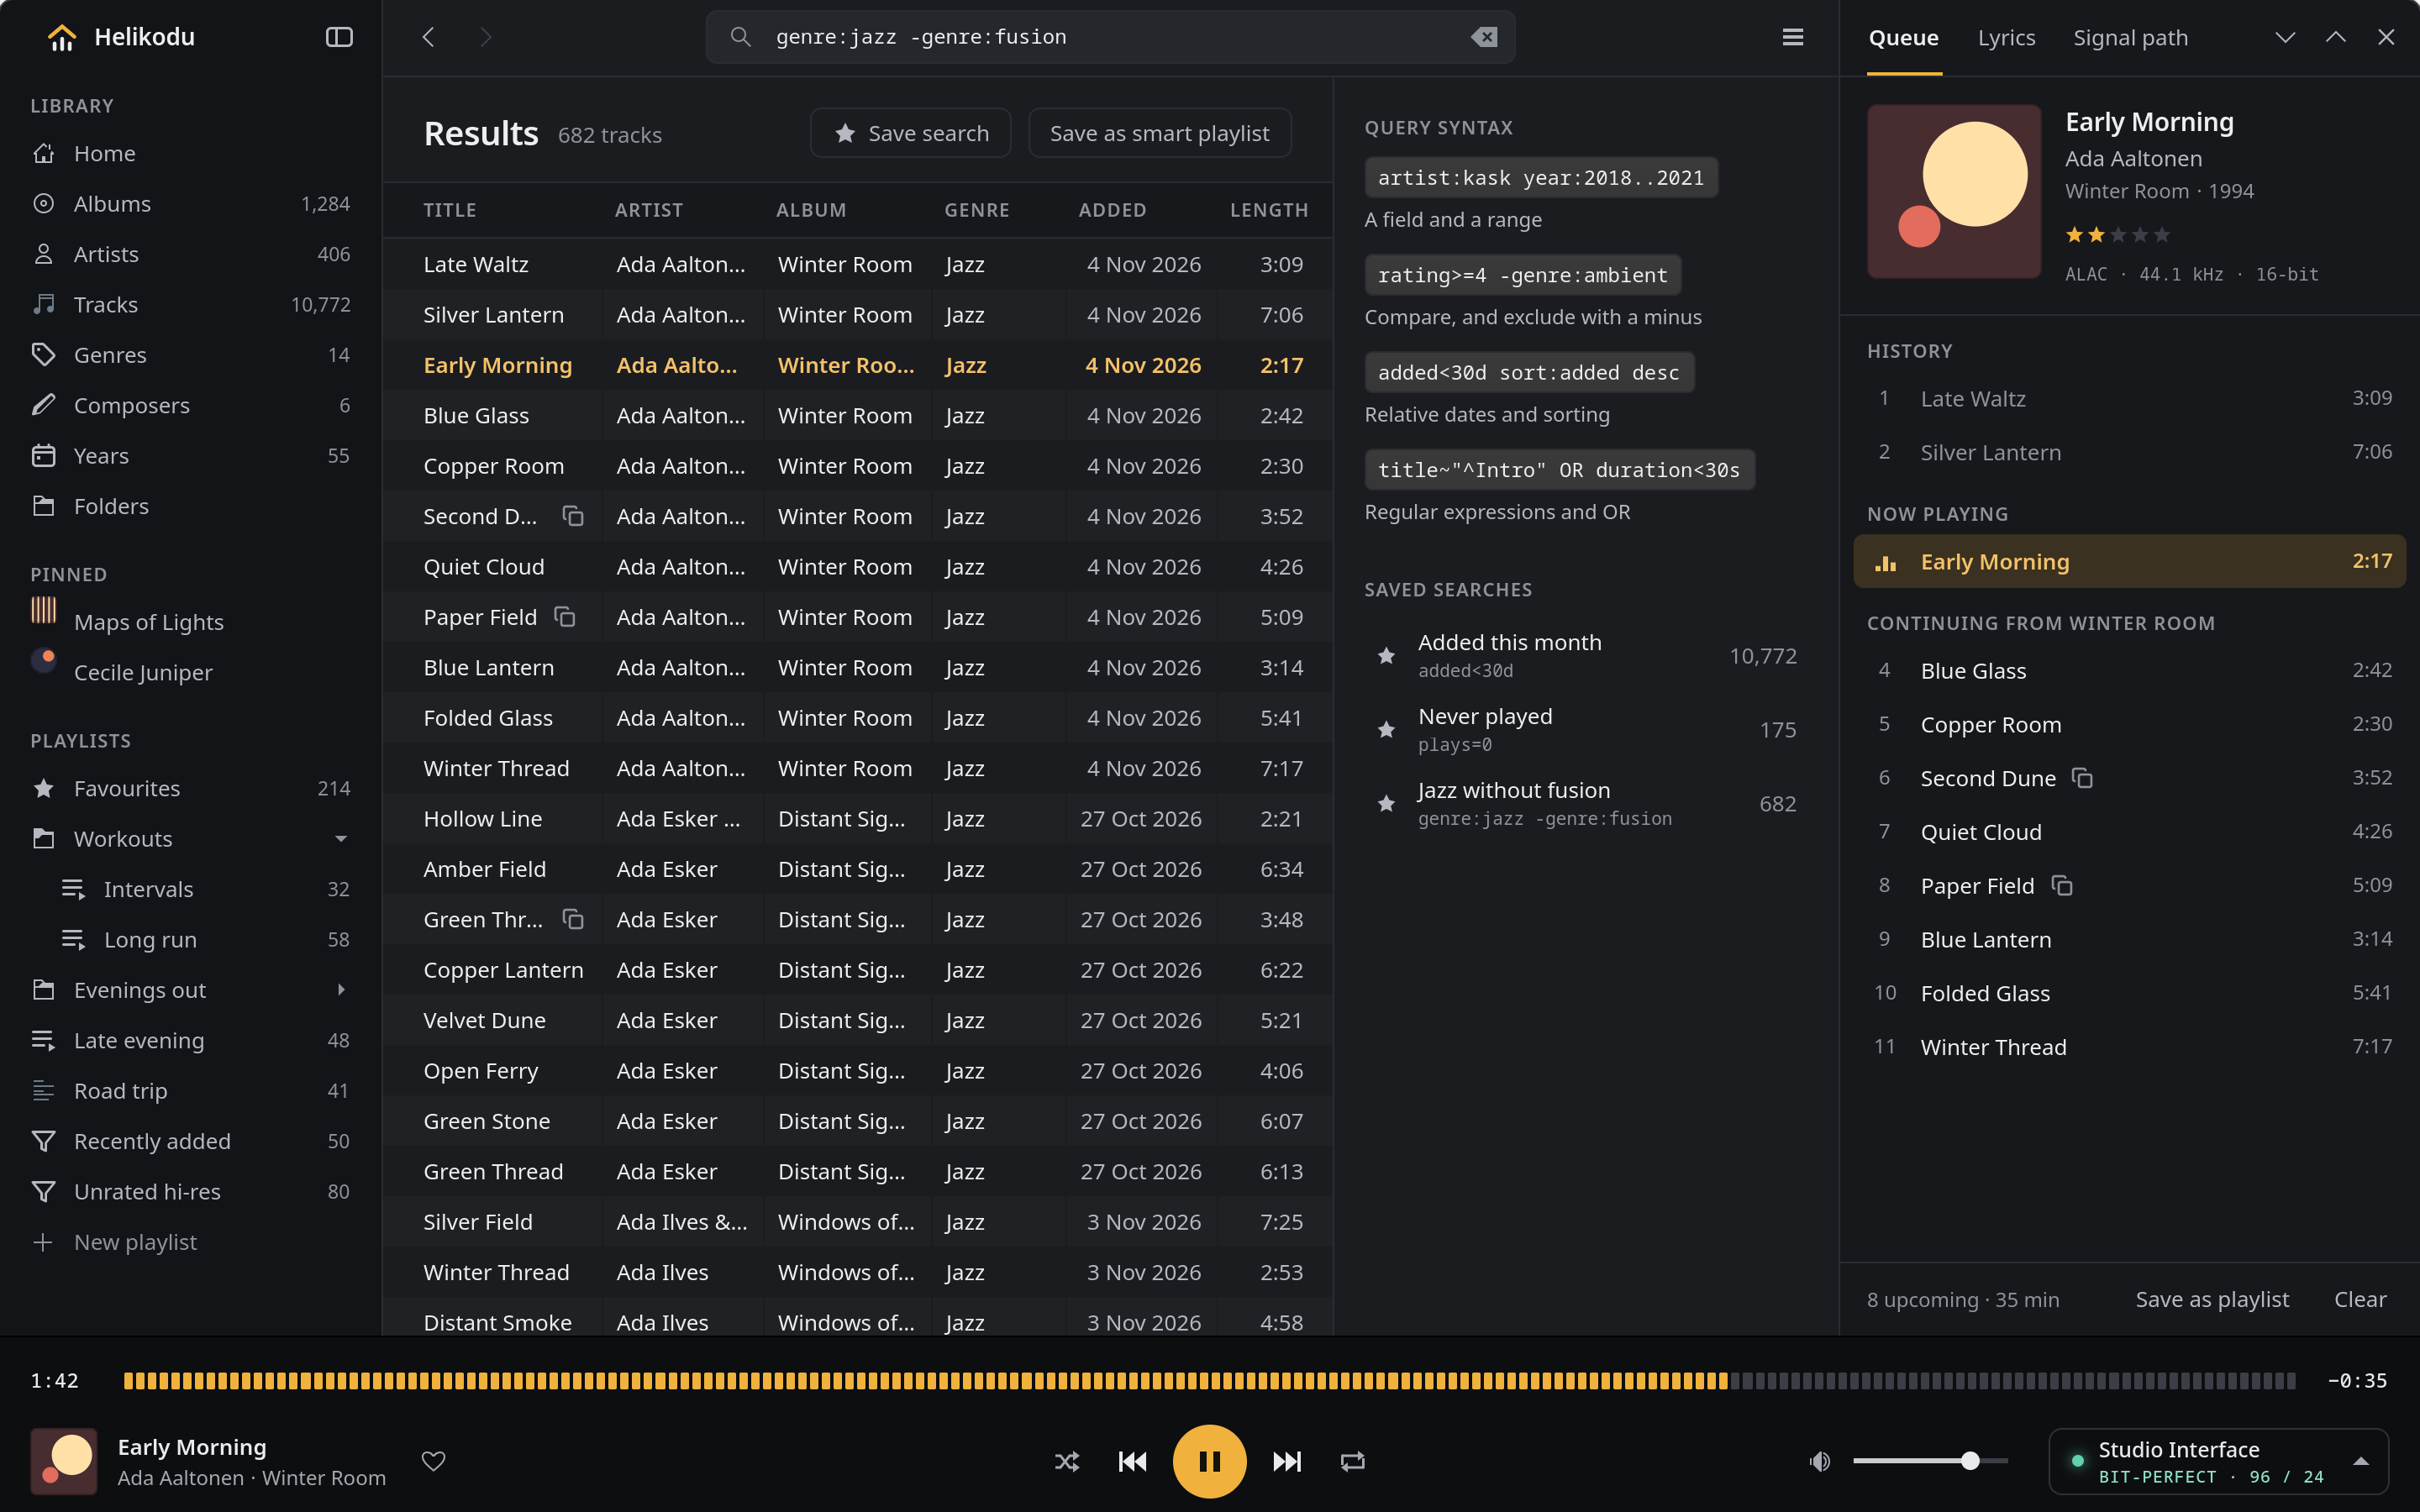 Helikodu
LIBRARY
Home
Albums 1,284
Artists 406
Tracks 10,772
Genres 14
Composers 6
Years 55
Folders
PINNED
Maps of Lights
Cecile Juniper
PLAYLISTS
Favourites 214
Workouts
Intervals 32
Long run 58
Evenings out
Late evening 48
Road trip 41
Recently added 50
Unrated hi-res 80
New playlist
genre:jazz -genre:fusion
Results 682 tracks Save search Save as smart playlist
TITLE ARTIST ALBUM GENRE ADDED LENGTH
Late Waltz Ada Aalton... Winter Room Jazz 4 Nov 2026 3:09
Silver Lantern Ada Aalton... Winter Room Jazz 4 Nov 2026 7:06
Early Morning Ada Aalto... Winter Roo... Jazz 4 Nov 2026 2:17
Blue Glass Ada Aalton... Winter Room Jazz 4 Nov 2026 2:42
Copper Room Ada Aalton... Winter Room Jazz 4 Nov 2026 2:30
Second D... Ada Aalton... Winter Room Jazz 4 Nov 2026 3:52
Quiet Cloud Ada Aalton... Winter Room Jazz 4 Nov 2026 4:26
Paper Field Ada Aalton... Winter Room Jazz 4 Nov 2026 5:09
Blue Lantern Ada Aalton... Winter Room Jazz 4 Nov 2026 3:14
Folded Glass Ada Aalton... Winter Room Jazz 4 Nov 2026 5:41
Winter Thread Ada Aalton... Winter Room Jazz 4 Nov 2026 7:17
Hollow Line Ada Esker ... Distant Sig... Jazz 27 Oct 2026 2:21
Amber Field Ada Esker Distant Sig... Jazz 27 Oct 2026 6:34
Green Thr... Ada Esker Distant Sig... Jazz 27 Oct 2026 3:48
Copper Lantern Ada Esker Distant Sig... Jazz 27 Oct 2026 6:22
Velvet Dune Ada Esker Distant Sig... Jazz 27 Oct 2026 5:21
Open Ferry Ada Esker Distant Sig... Jazz 27 Oct 2026 4:06
Green Stone Ada Esker Distant Sig... Jazz 27 Oct 2026 6:07
Green Thread Ada Esker Distant Sig... Jazz 27 Oct 2026 6:13
Silver Field Ada Ilves &... Windows of... Jazz 3 Nov 2026 7:25
Winter Thread Ada Ilves Windows of... Jazz 3 Nov 2026 2:53
Distant Smoke Ada Ilves Windows of... Jazz 3 Nov 2026 4:58
QUERY SYNTAX
artist:kask year:2018..2021
A field and a range
rating>=4 -genre:ambient
Compare, and exclude with a minus
added<30d sort:added desc
Relative dates and sorting
title~"^Intro" OR duration<30s
Regular expressions and OR
SAVED SEARCHES
Added this month 10,772
added<30d
Never played 175
plays=0
Jazz without fusion 682
genre:jazz -genre:fusion
Queue Lyrics Signal path
Early Morning
Ada Aaltonen
Winter Room · 1994
ALAC · 44.1 kHz · 16-bit
HISTORY
1 Late Waltz 3:09
2 Silver Lantern 7:06
NOW PLAYING
Early Morning 2:17
CONTINUING FROM WINTER ROOM
4 Blue Glass 2:42
5 Copper Room 2:30
6 Second Dune 3:52
7 Quiet Cloud 4:26
8 Paper Field 5:09
9 Blue Lantern 3:14
10 Folded Glass 5:41
11 Winter Thread 7:17
8 upcoming · 35 min Save as playlist Clear
1:42 −0:35
Early Morning
Ada Aaltonen · Winter Room
Studio Interface
BIT-PERFECT · 96 / 24